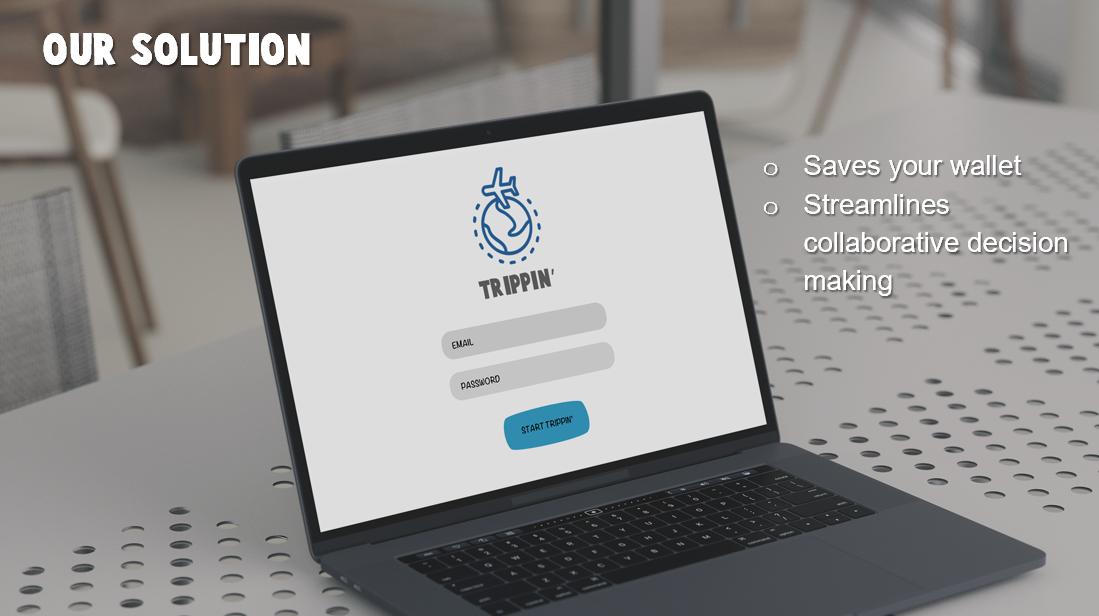 OUR SOLUTION
Saves your wallet
Streamlines
collaborative decision
making
TRIPPIN'
EMAIL
PASSWORD
START TRIPPIN'